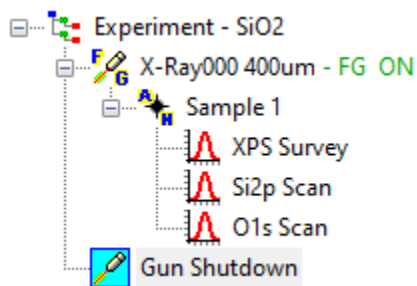 Experiment - SiO2
F G X-Ray000 400um - FG ON
A H Sample 1
XPS Survey
Si2p Scan
O1s Scan
Gun Shutdown